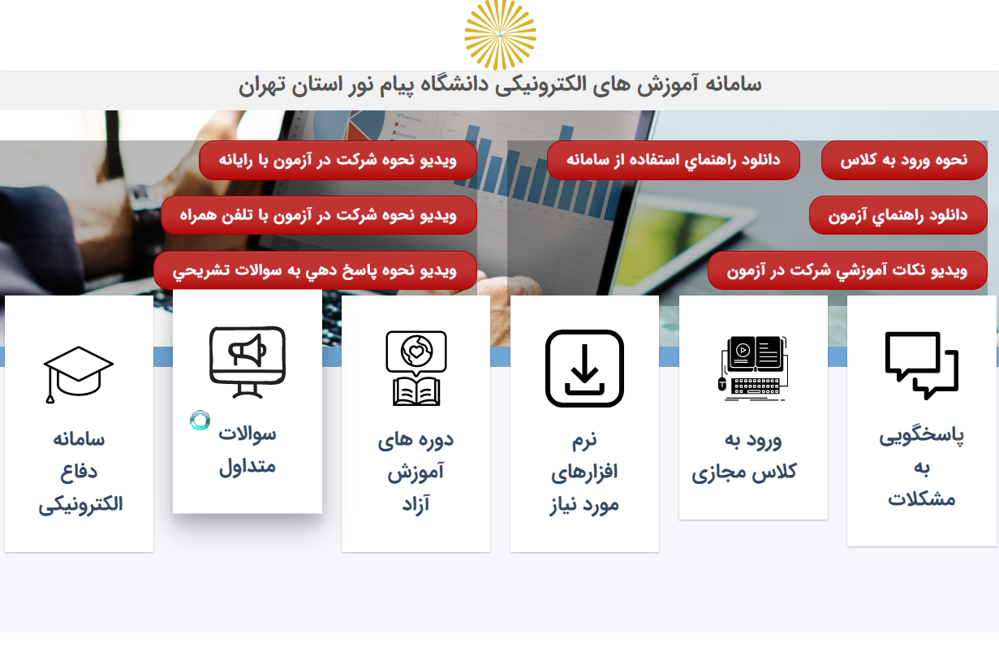 سامانه آموزش های الکترونیکی دانشگاه پیام نور استان تهران
نحوه ورود به کلاس
دانلود راهنماي استفاده از سامانه
دانلود راهنماي آزمون
ویدیو نکات آموزشي شرکت در آزمون
ویدیو نحوه شرکت در آزمون با رایانه
ویدیو نحوه شرکت در آزمون با تلفن همراه
ویدیو نحوه پاسخ دهي به سوالات تشریحي
پاسخگویی
به
مشکلات
ورود به
کلاس مجازی
نرم
افزارهای
مورد نیاز
دوره های
آموزش
آزاد
سوالات
متداول
سامانه
دفاع
الکترونیکی